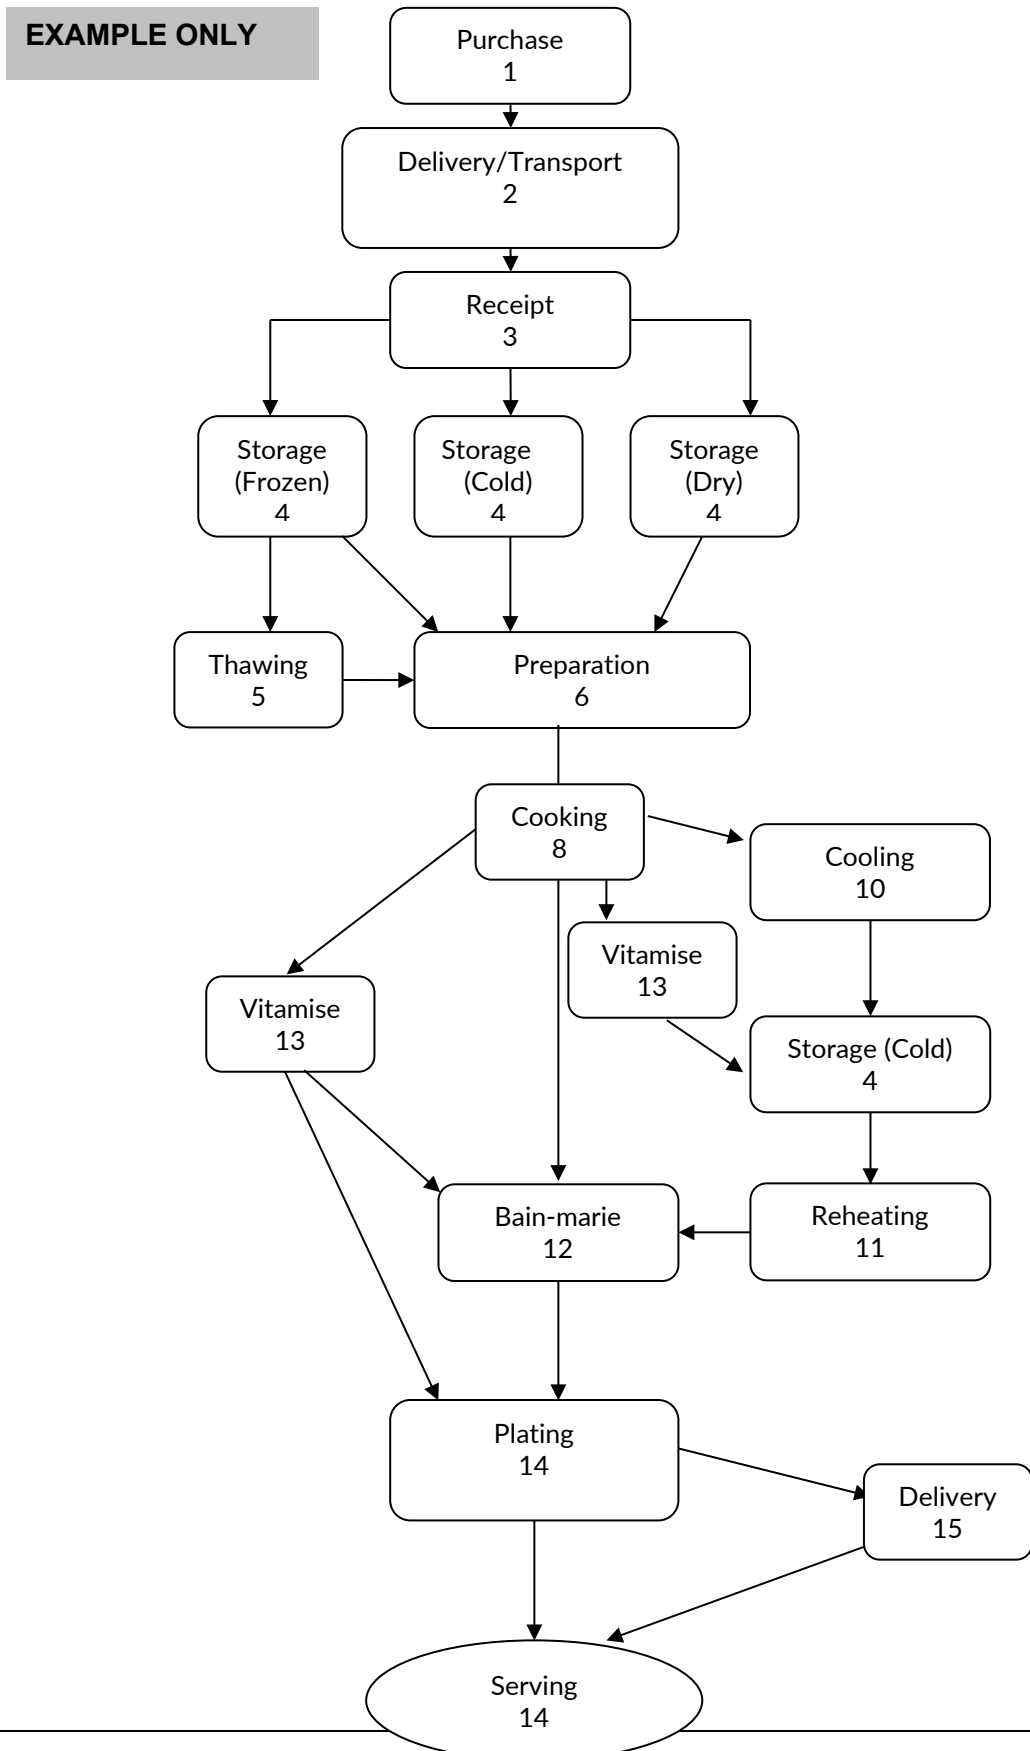 EXAMPLE ONLY
Purchase
1
Delivery/Transport
2
Receipt
3
Storage
(Frozen)
4
Storage
(Cold)
4
Storage
(Dry)
4
Thawing
5
Preparation
6
Cooking
8
Cooling
10
Vitamise
13
Vitamise
13
Storage (Cold)
4
Bain-marie
12
Reheating
11
Plating
14
Delivery
15
Serving
14